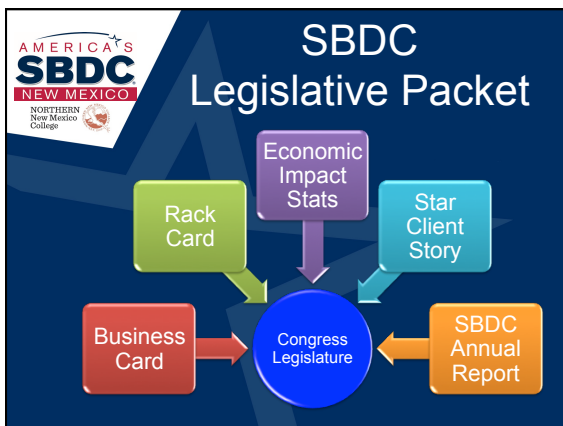 AMERICA'S
SBDC
NEW MEXICO
NORTHERN
New Mexico
College
SBDC
Legislative Packet
Economic
Impact
Stats
Rack
Card
Star
Client
Story
Business
Card
Congress
Legislature
SBDC
Annual
Report